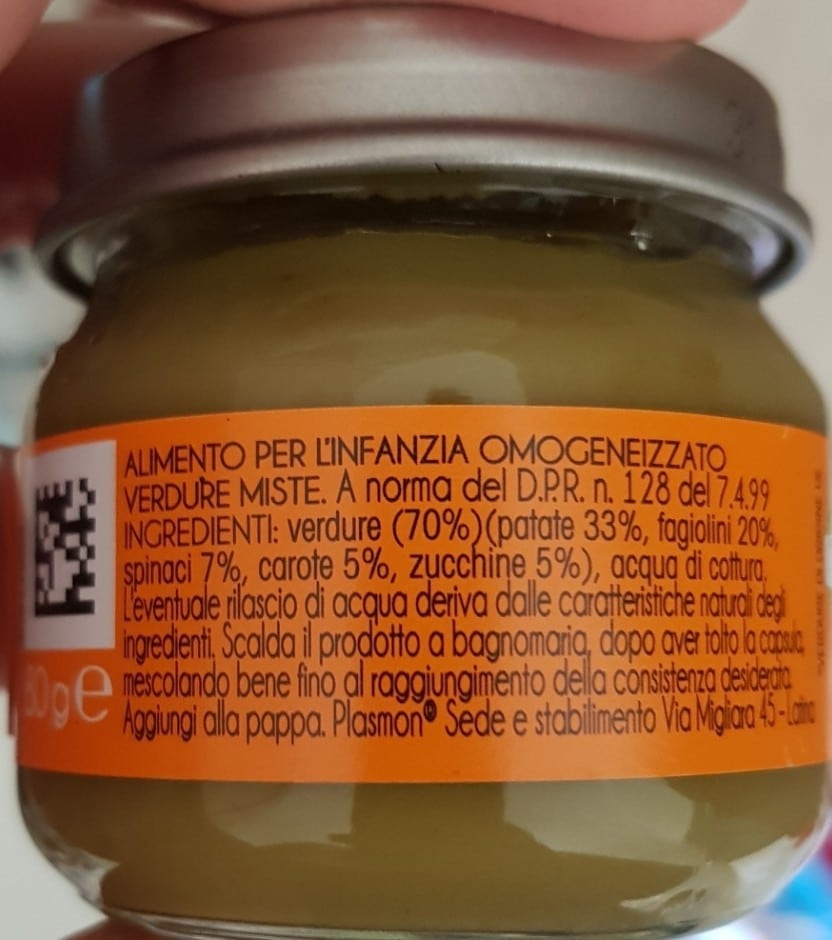 ALIMENTO PER L'INFANZIA OMOGENEIZZATO
VERDURE MISTE. A norma del D.P.R. n. 128 del 7.4.99
INGREDIENTI: verdure (70%)(patate 33%, fagiolini 20%,
spinaci 7%, carote 5%, zucchine 5%), acqua di cottura.
L'eventuale rilascio di acqua deriva dalle caratteristiche naturali degli
ingredienti. Scalda il prodotto a bagnomaria, dopo aver tolto la capsula,
mescolando bene fino al raggiungimento della consistenza desiderata.
Aggiungi alla pappa. Plasmon® Sede e stabilimento Via Migliara 45 - Latina
0 g e